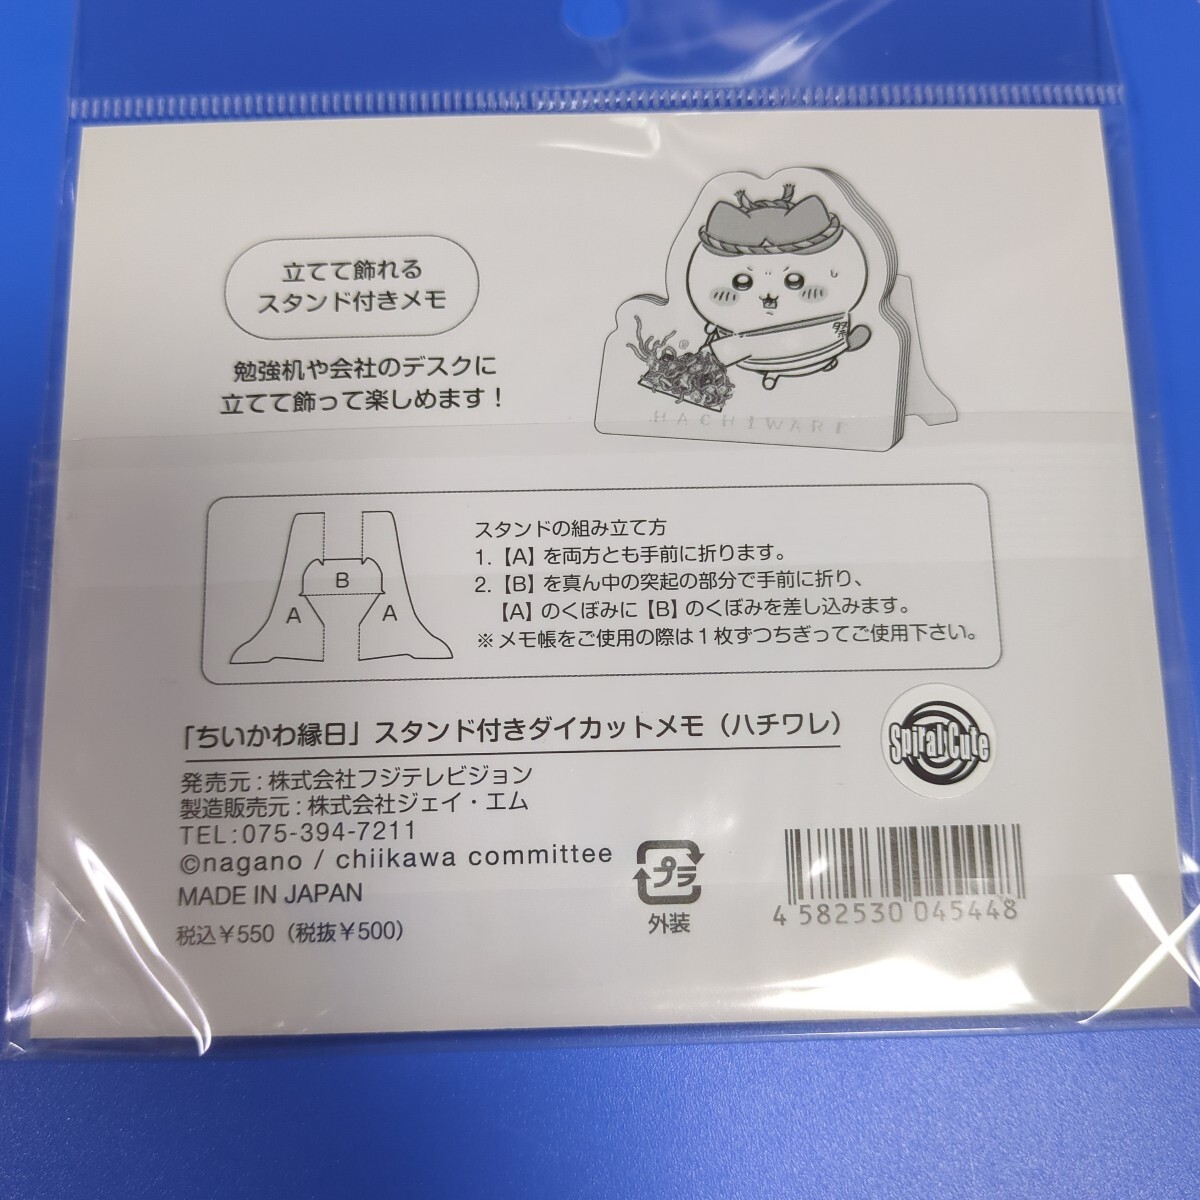 立てて飾れる
スタンド付きメモ
勉強机や会社のデスクに
立てて飾って楽しめます!
祭
HACHIWARE
スタンドの組み立て方
1.【A】を両方とも手前に折ります。
2.【B】を真ん中の突起の部分で手前に折り、
【A】のくぼみに【B】のくぼみを差し込みます。
※メモ帳をご使用の際は1枚ずつちぎってご使用下さい。
B
A A
「ちいかわ縁日」スタンド付きダイカットメモ(ハチワレ)
Spiral Cute
発売元:株式会社フジテレビジョン
製造販売元:株式会社ジェイ・エム
TEL:075-394-7211
©nagano / chiikawa committee
MADE IN JAPAN
税込¥550(税抜¥500)
プラ
外装
4 582530 045448